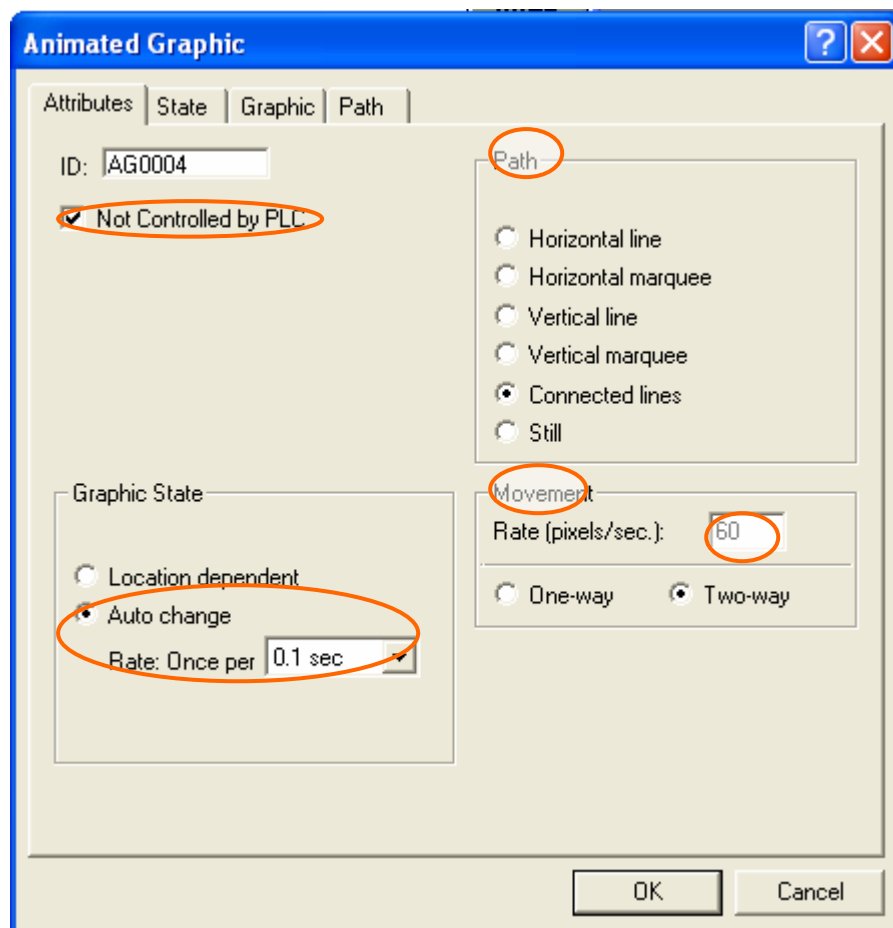 Animated Graphic
Attributes State Graphic Path
ID: AG0004
Not Controlled by PLC
Path
Horizontal line
Horizontal marquee
Vertical line
Vertical marquee
Connected lines
Still
Graphic State
Location dependent
Auto change
Rate: Once per 0.1 sec
Movement
Rate (pixels/sec.): 60
One-way Two-way
OK Cancel